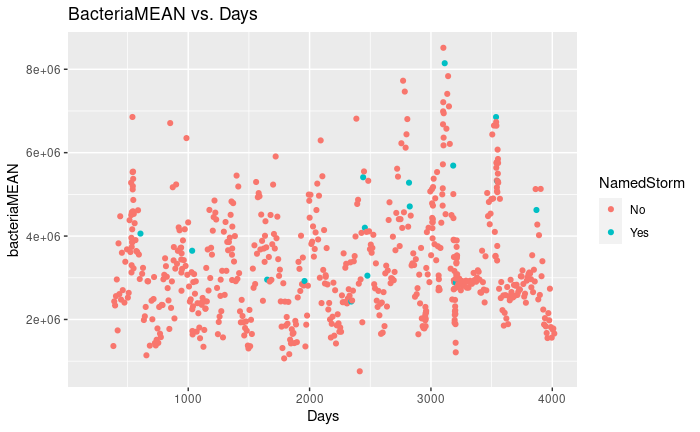 BacteriaMEAN vs. Days
8e+06
6e+06
4e+06
2e+06
bacteriaMEAN
1000 2000 3000 4000
Days
NamedStorm
No
Yes